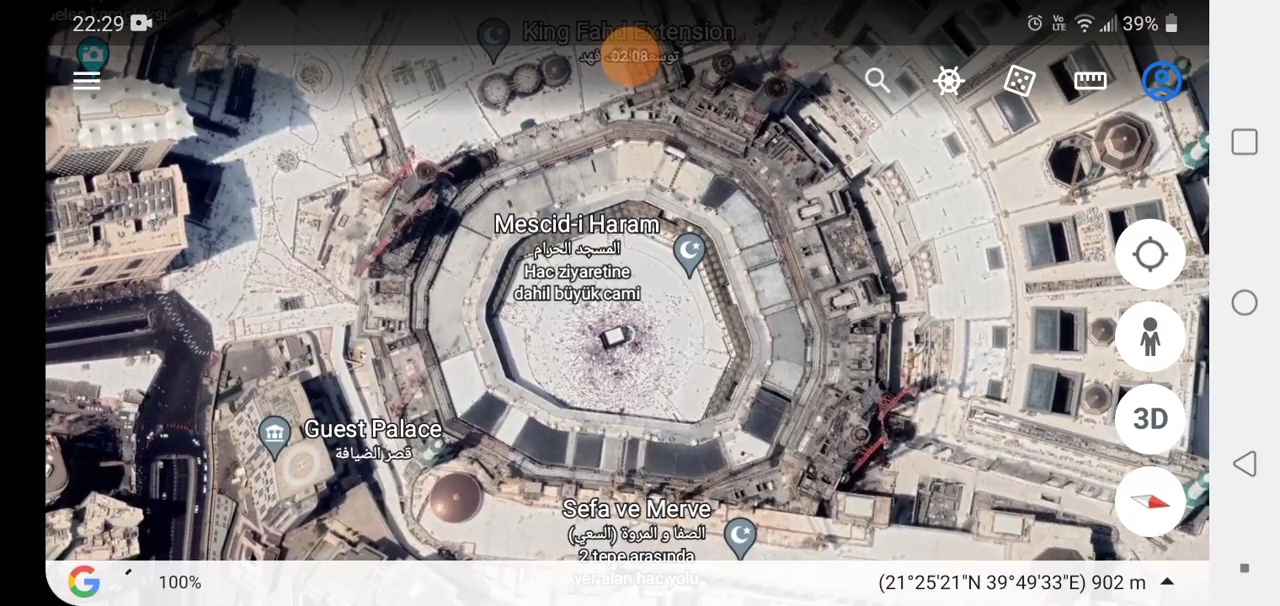 22:29
Vo LTE
39%
King Fahd Extension
02:08
Mescid-i Haram
المسجد الحرام
Hac ziyaretine
dahil büyük cami
3D
Guest Palace
قصر الضيافة
Sefa ve Merve
الصفا و المروة (السعي)
2 tepe arasında
yer alan hac yolu
100%
(21°25'21"N 39°49'33"E) 902 m